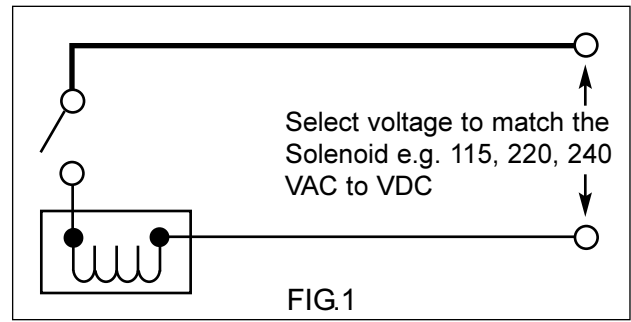 Select voltage to match the
Solenoid e.g. 115, 220, 240
VAC to VDC
FIG.1